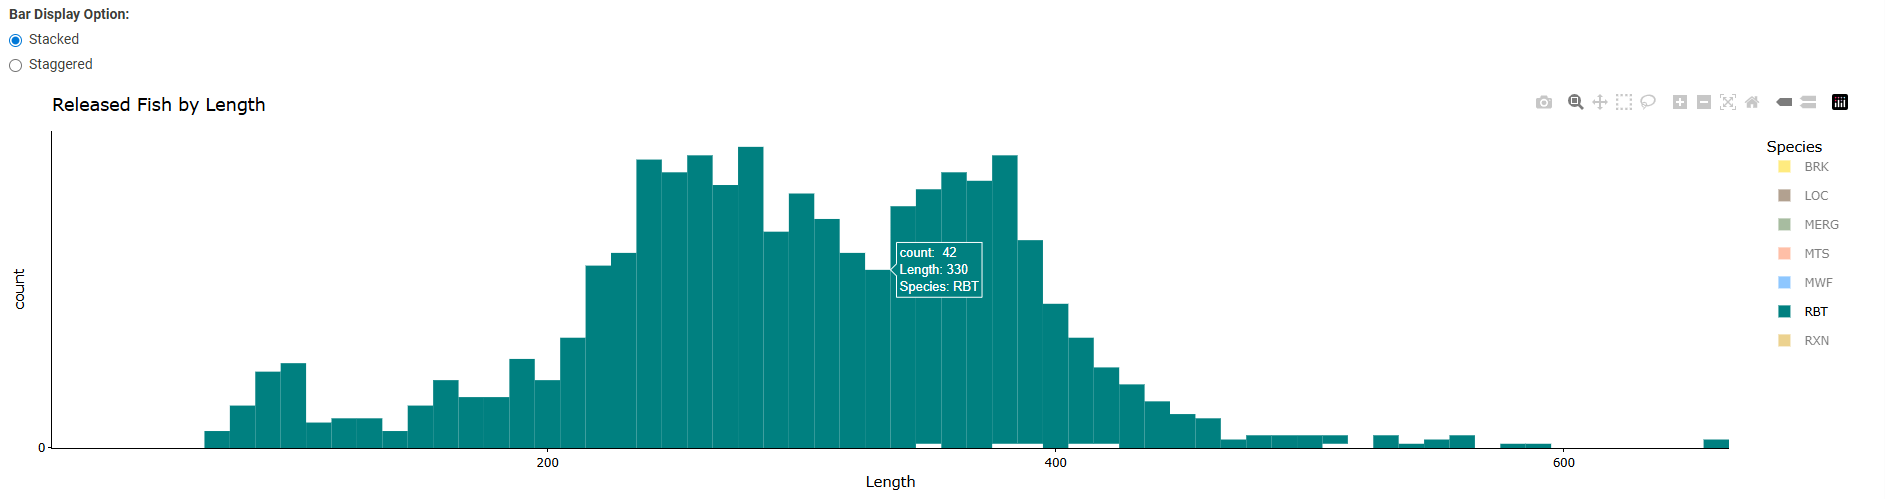 Bar Display Option:
Stacked
Staggered
Released Fish by Length
Species
BRK
LOC
MERG
MTS
MWF
RBT
RXN
count
count: 42
Length: 330
Species: RBT
0
200
400
600
Length